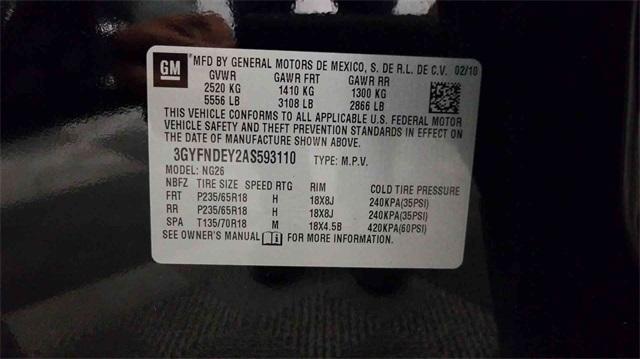 GM
MFD BY GENERAL MOTORS DE MEXICO, S. DE R.L. DE C.V. 02/10
GVWR GAWR FRT GAWR RR
2520 KG 1410 KG 1300 KG
5556 LB 3108 LB 2866 LB
THIS VEHICLE CONFORMS TO ALL APPLICABLE U.S. FEDERAL MOTOR
VEHICLE SAFETY AND THEFT PREVENTION STANDARDS IN EFFECT ON
THE DATE OF MANUFACTURE SHOWN ABOVE.
3GYFNDEY2AS593110 TYPE: M.P.V.
MODEL: NG26
NBFZ TIRE SIZE SPEED RTG RIM COLD TIRE PRESSURE
FRT P235/65R18 H 18X8J 240KPA(35PSI)
RR P235/65R18 H 18X8J 240KPA(35PSI)
SPA T135/70R18 M 18X4.5B 420KPA(60PSI)
SEE OWNER'S MANUAL FOR MORE INFORMATION.